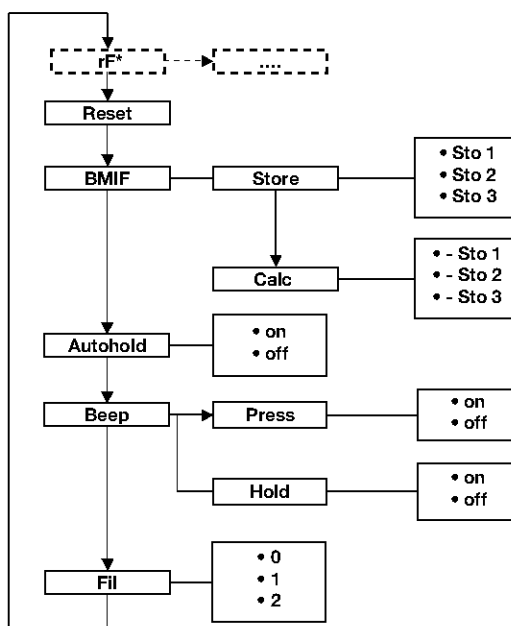 rF*
....
Reset
BMIF
Store
• Sto 1
• Sto 2
• Sto 3
Calc
• - Sto 1
• - Sto 2
• - Sto 3
Autohold
• on
• off
Beep
Press
• on
• off
Hold
• on
• off
Fil
• 0
• 1
• 2